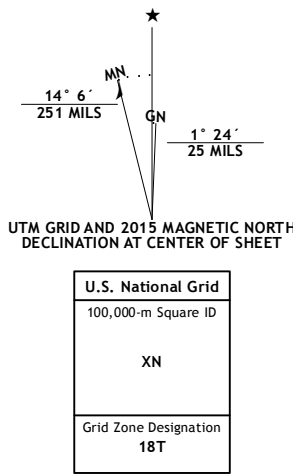 ★
MN
GN
14° 6´
251 MILS
1° 24´
25 MILS
UTM GRID AND 2015 MAGNETIC NORTH
DECLINATION AT CENTER OF SHEET
U.S. National Grid
100,000-m Square ID
XN
Grid Zone Designation
18T